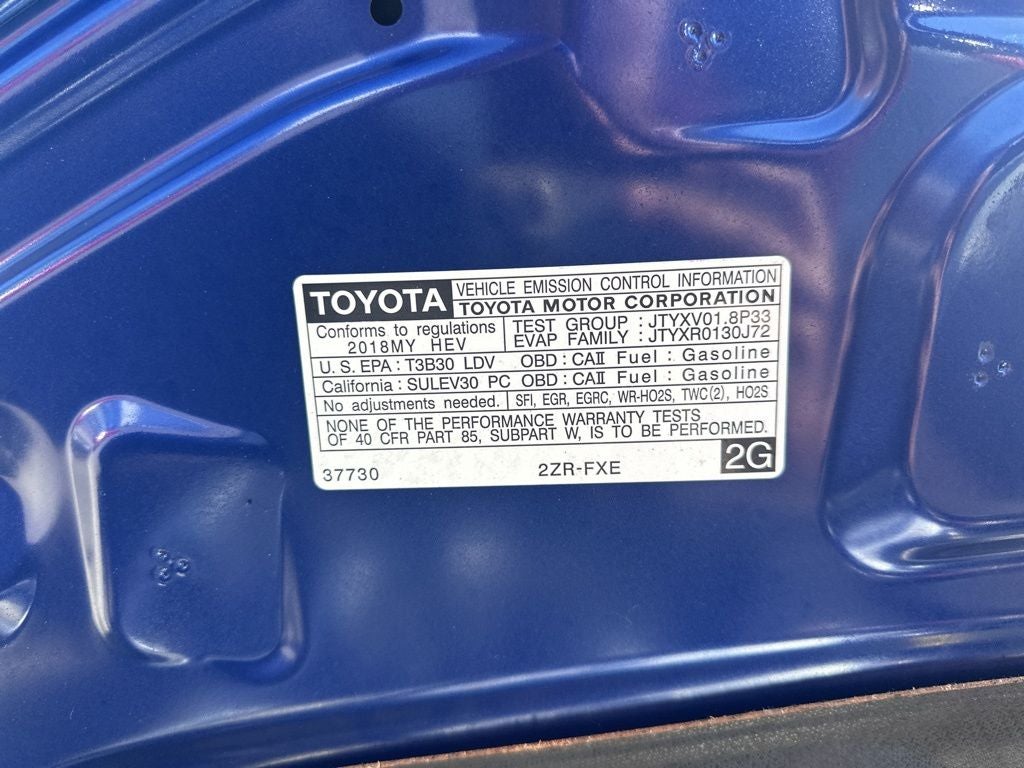 TOYOTA
VEHICLE EMISSION CONTROL INFORMATION
TOYOTA MOTOR CORPORATION
Conforms to regulations
2018MY HEV
TEST GROUP : JTYXV01.8P33
EVAP FAMILY : JTYXR0130J72
U.S. EPA : T3B30 LDV OBD : CAII Fuel : Gasoline
California : SULEV30 PC OBD : CAII Fuel : Gasoline
No adjustments needed. SFI, EGR, EGRC, WR-HO2S, TWC(2), HO2S
NONE OF THE PERFORMANCE WARRANTY TESTS
OF 40 CFR PART 85, SUBPART W, IS TO BE PERFORMED.
37730 2ZR-FXE 2G